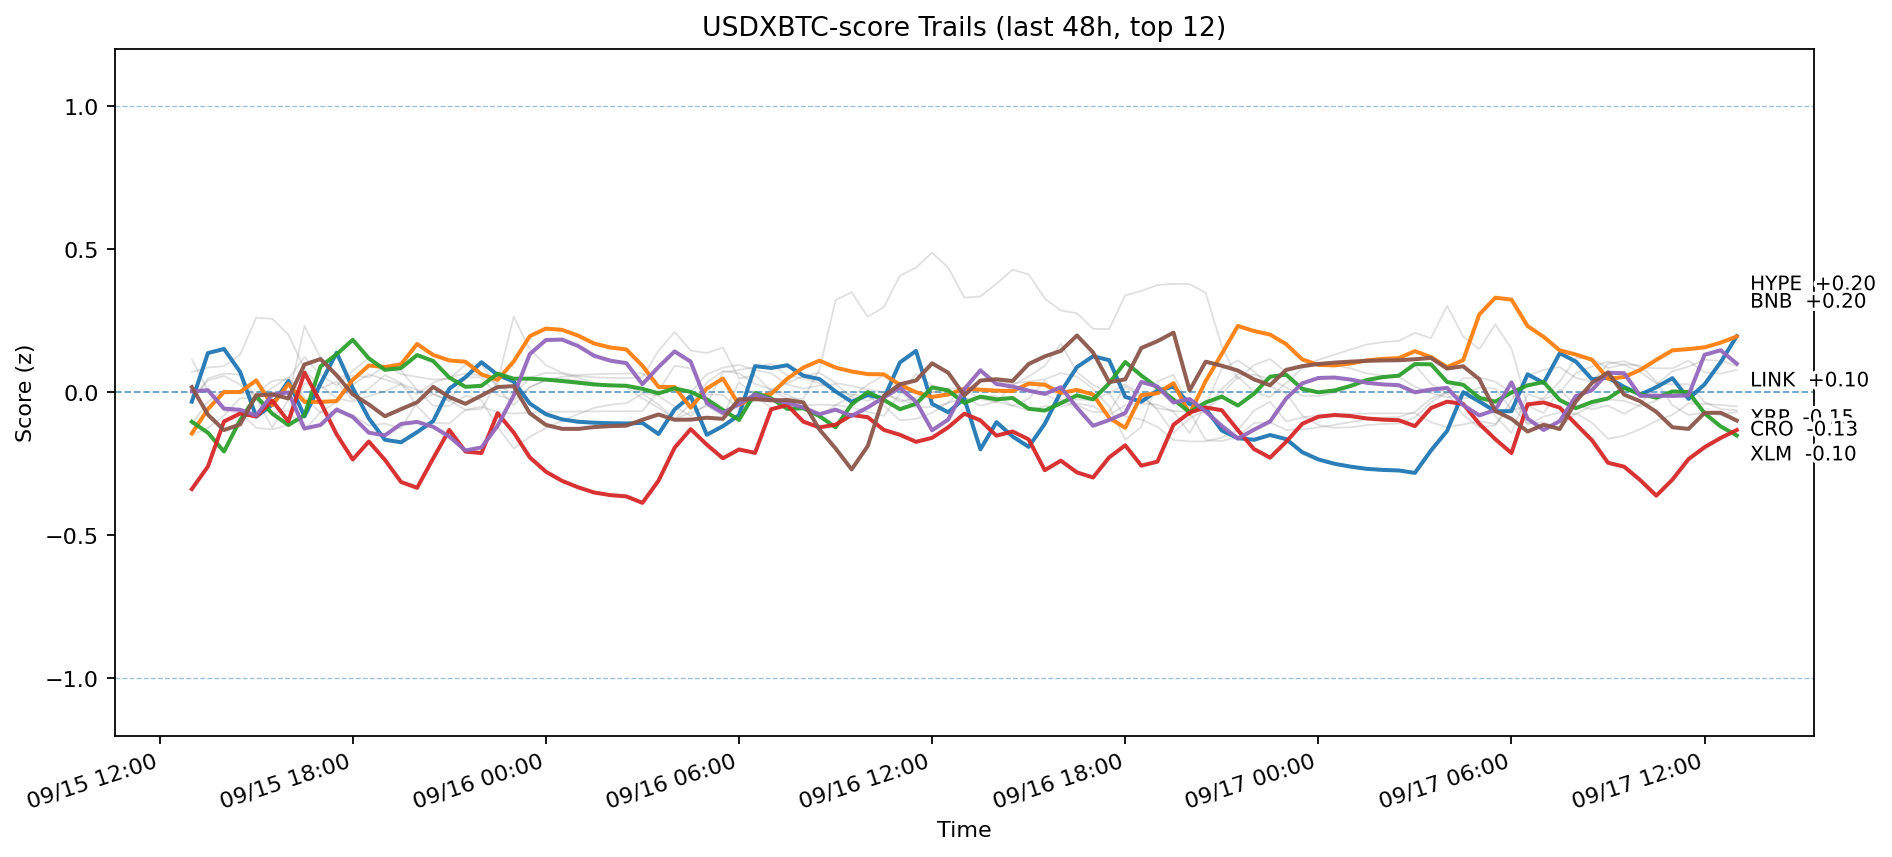 USDXBTC-score Trails (last 48h, top 12)
Score (z)
1.0
0.5
0.0
−0.5
−1.0
HYPE +0.20
BNB +0.20
LINK +0.10
XRP -0.15
CRO -0.13
XLM -0.10
09/15 12:00
09/15 18:00
09/16 00:00
09/16 06:00
09/16 12:00
09/16 18:00
09/17 00:00
09/17 06:00
09/17 12:00
Time